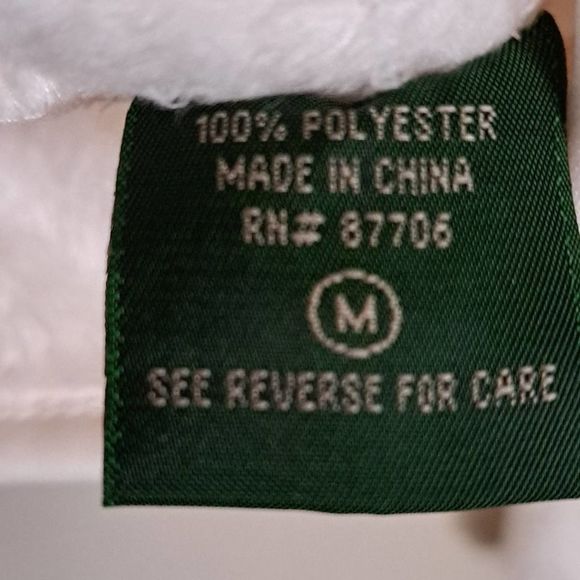 100% POLYESTER
MADE IN CHINA
RN# 87706
M
SEE REVERSE FOR CARE